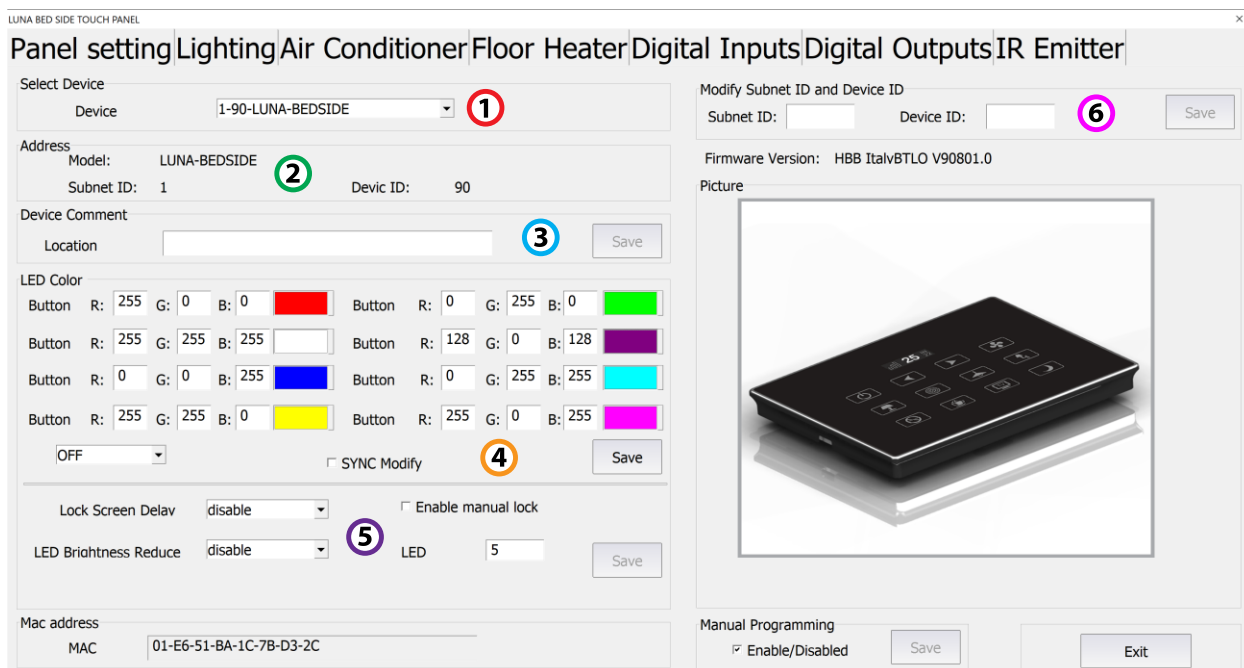 LUNA BED SIDE TOUCH PANEL ×
Panel setting Lighting Air Conditioner Floor Heater Digital Inputs Digital Outputs IR Emitter
Select Device
Device 1-90-LUNA-BEDSIDE 1
Address
Model: LUNA-BEDSIDE
Subnet ID: 1 Devic ID: 90 2
Device Comment
Location 3 Save
LED Color
Button R: 255 G: 0 B: 0 Button R: 0 G: 255 B: 0
Button R: 255 G: 255 B: 255 Button R: 128 G: 0 B: 128
Button R: 0 G: 0 B: 255 Button R: 0 G: 255 B: 255
Button R: 255 G: 255 B: 0 Button R: 255 G: 0 B: 255
OFF SYNC Modify 4 Save
Lock Screen Delav disable Enable manual lock
5
LED Briahtness Reduce disable LED 5 Save
Mac address
MAC 01-E6-51-BA-1C-7B-D3-2C
Modify Subnet ID and Device ID
Subnet ID: Device ID: 6 Save
Firmware Version: HBB ItalvBTLO V90801.0
Picture
25
Manual Programming
Enable/Disabled Save Exit